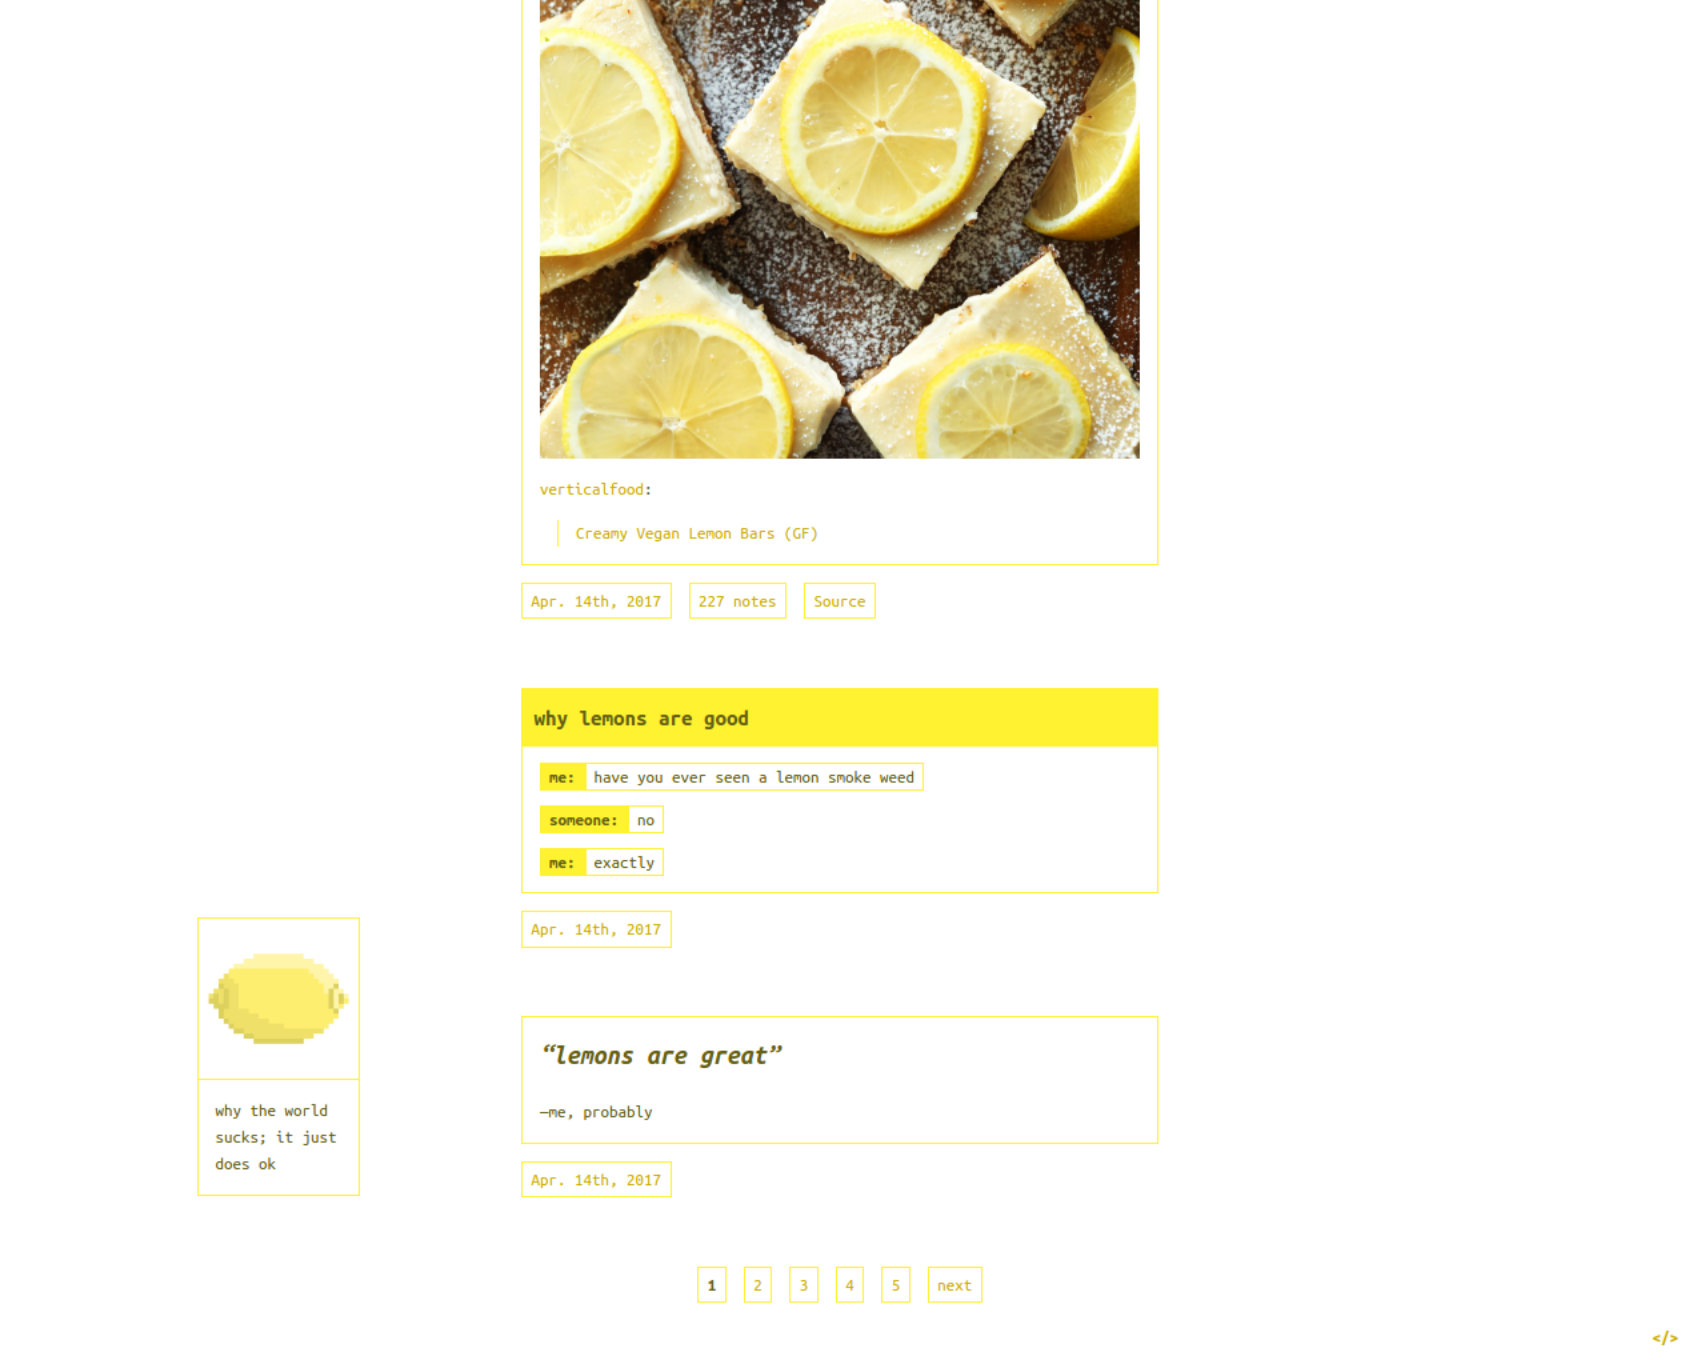 verticalfood:
Creamy Vegan Lemon Bars (GF)
Apr. 14th, 2017 227 notes Source
why lemons are good
me: have you ever seen a lemon smoke weed
someone: no
me: exactly
Apr. 14th, 2017
“lemons are great”
—me, probably
Apr. 14th, 2017
why the world
sucks; it just
does ok
1 2 3 4 5 next
</>